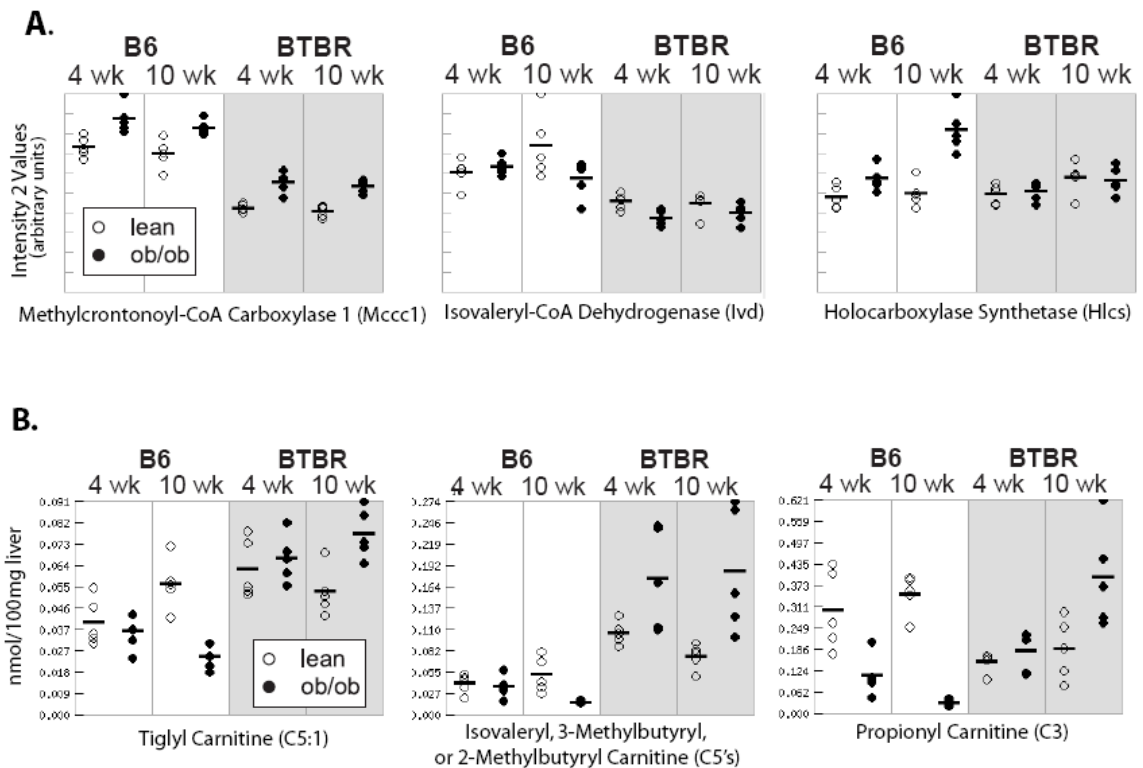 A.
B6 BTBR
4 wk 10 wk 4 wk 10 wk
B6 BTBR
4 wk 10 wk 4 wk 10 wk
B6 BTBR
4 wk 10 wk 4 wk 10 wk
Intensity 2 Values
(arbitrary units)
lean
ob/ob
Methylcrontonoyl-CoA Carboxylase 1 (Mccc1)
Isovaleryl-CoA Dehydrogenase (Ivd)
Holocarboxylase Synthetase (Hlcs)
B.
B6 BTBR
4 wk 10 wk 4 wk 10 wk
B6 BTBR
4 wk 10 wk 4 wk 10 wk
B6 BTBR
4 wk 10 wk 4 wk 10 wk
nmol/100mg liver
0.091
0.082
0.073
0.064
0.055
0.046
0.037
0.027
0.018
0.009
0.000
lean
ob/ob
Tiglyl Carnitine (C5:1)
0.274
0.246
0.219
0.192
0.164
0.137
0.110
0.082
0.055
0.027
0.000
Isovaleryl, 3-Methylbutyryl,
or 2-Methylbutyryl Carnitine (C5's)
0.621
0.559
0.497
0.435
0.373
0.311
0.249
0.186
0.124
0.062
0.000
Propionyl Carnitine (C3)